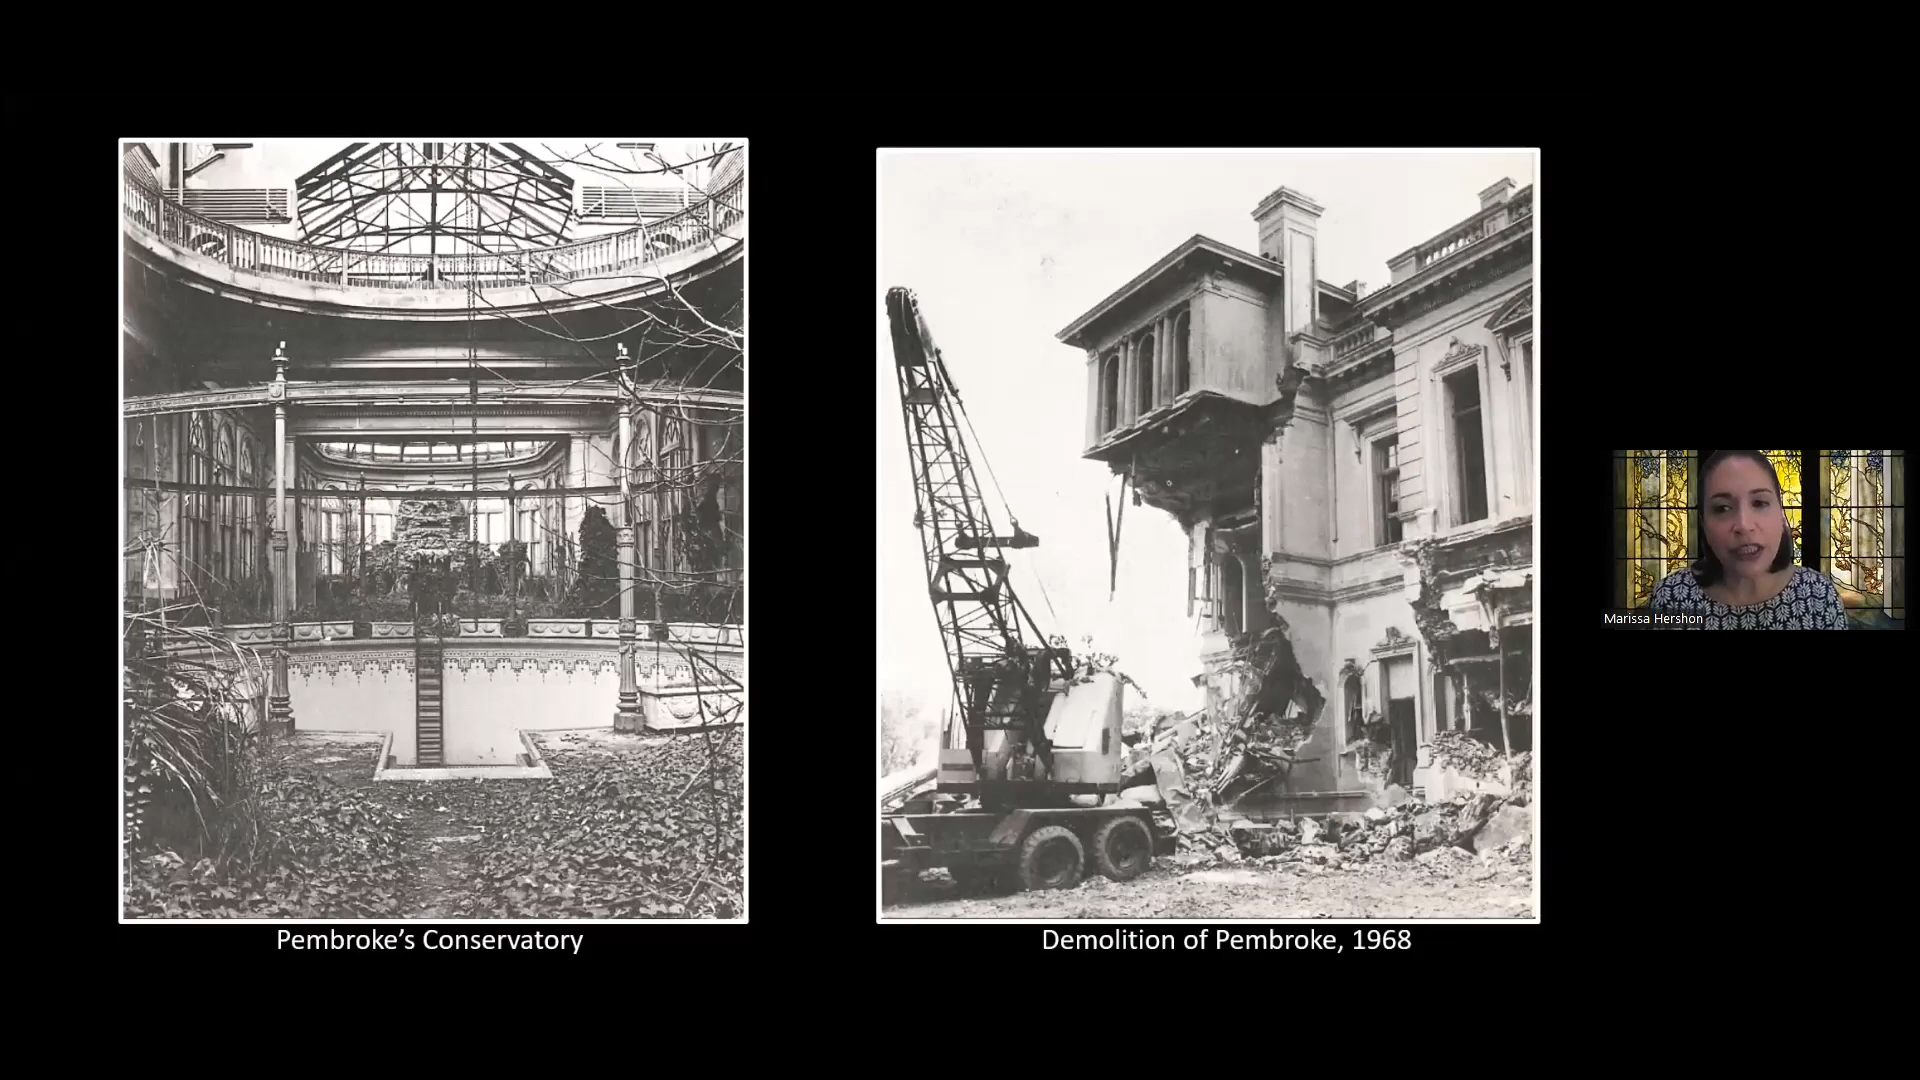 Pembroke’s Conservatory
Demolition of Pembroke, 1968
Marissa Hershon